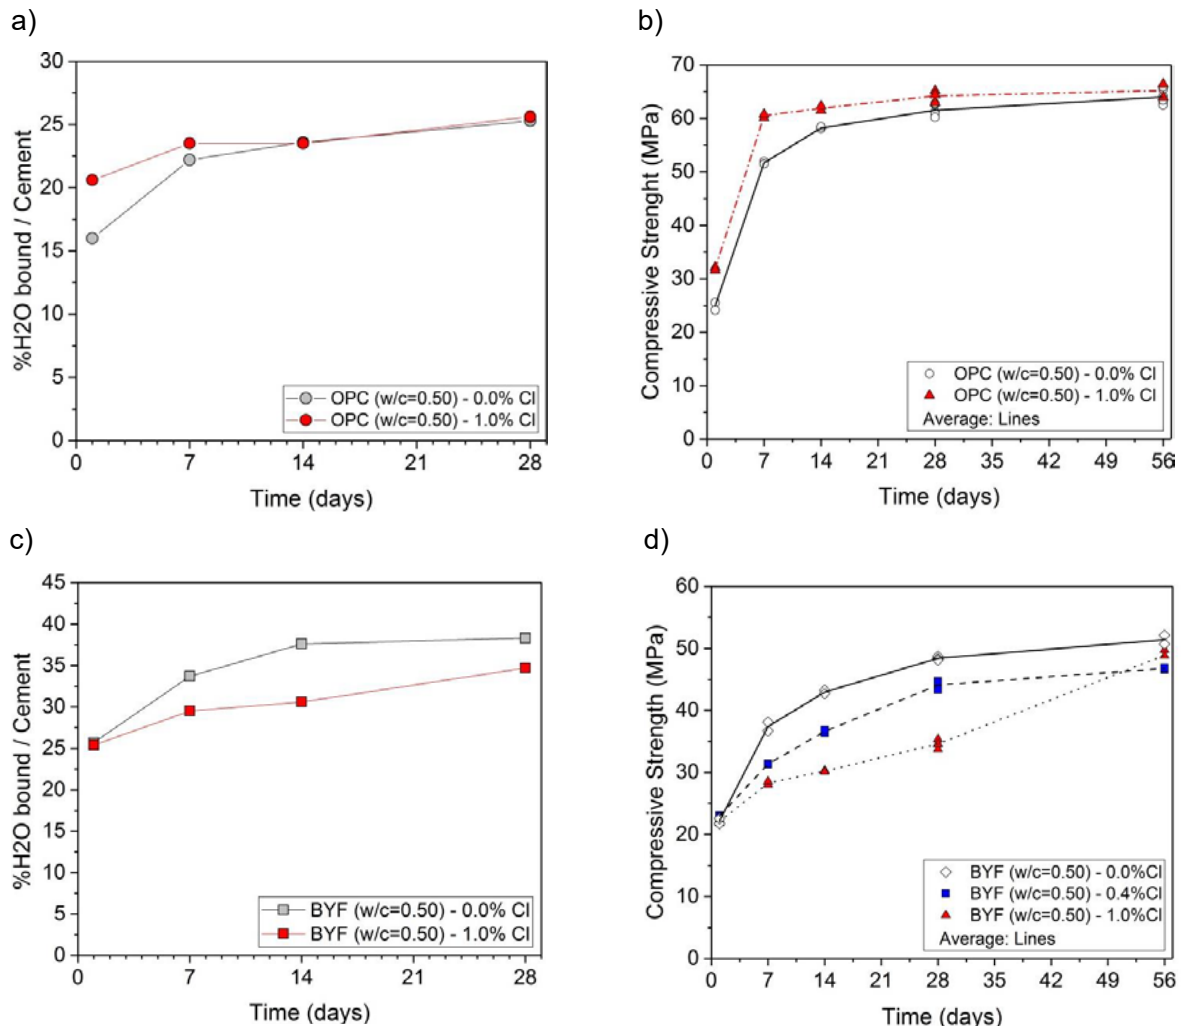 a)
%H2O bound / Cement
30
25
20
15
10
5
0
0 7 14 21 28
Time (days)
OPC (w/c=0.50) - 0.0% Cl
OPC (w/c=0.50) - 1.0% Cl
b)
Compressive Strenght (MPa)
70
60
50
40
30
20
10
0
0 7 14 21 28 35 42 49 56
Time (days)
OPC (w/c=0.50) - 0.0% Cl
OPC (w/c=0.50) - 1.0% Cl
Average: Lines
c)
%H2O bound / Cement
45
40
35
30
25
20
15
10
5
0
0 7 14 21 28
Time (days)
BYF (w/c=0.50) - 0.0% Cl
BYF (w/c=0.50) - 1.0% Cl
d)
Compressive Strength (MPa)
60
50
40
30
20
10
0
0 7 14 21 28 35 42 49 56
Time (days)
BYF (w/c=0.50) - 0.0%Cl
BYF (w/c=0.50) - 0.4%Cl
BYF (w/c=0.50) - 1.0%Cl
Average: Lines